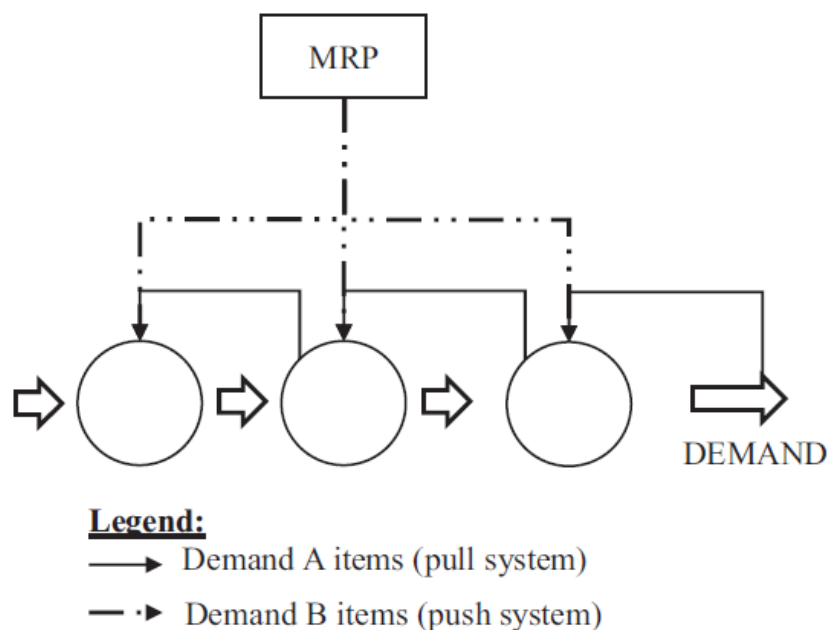 MRP
DEMAND
Legend:
Demand A items (pull system)
Demand B items (push system)